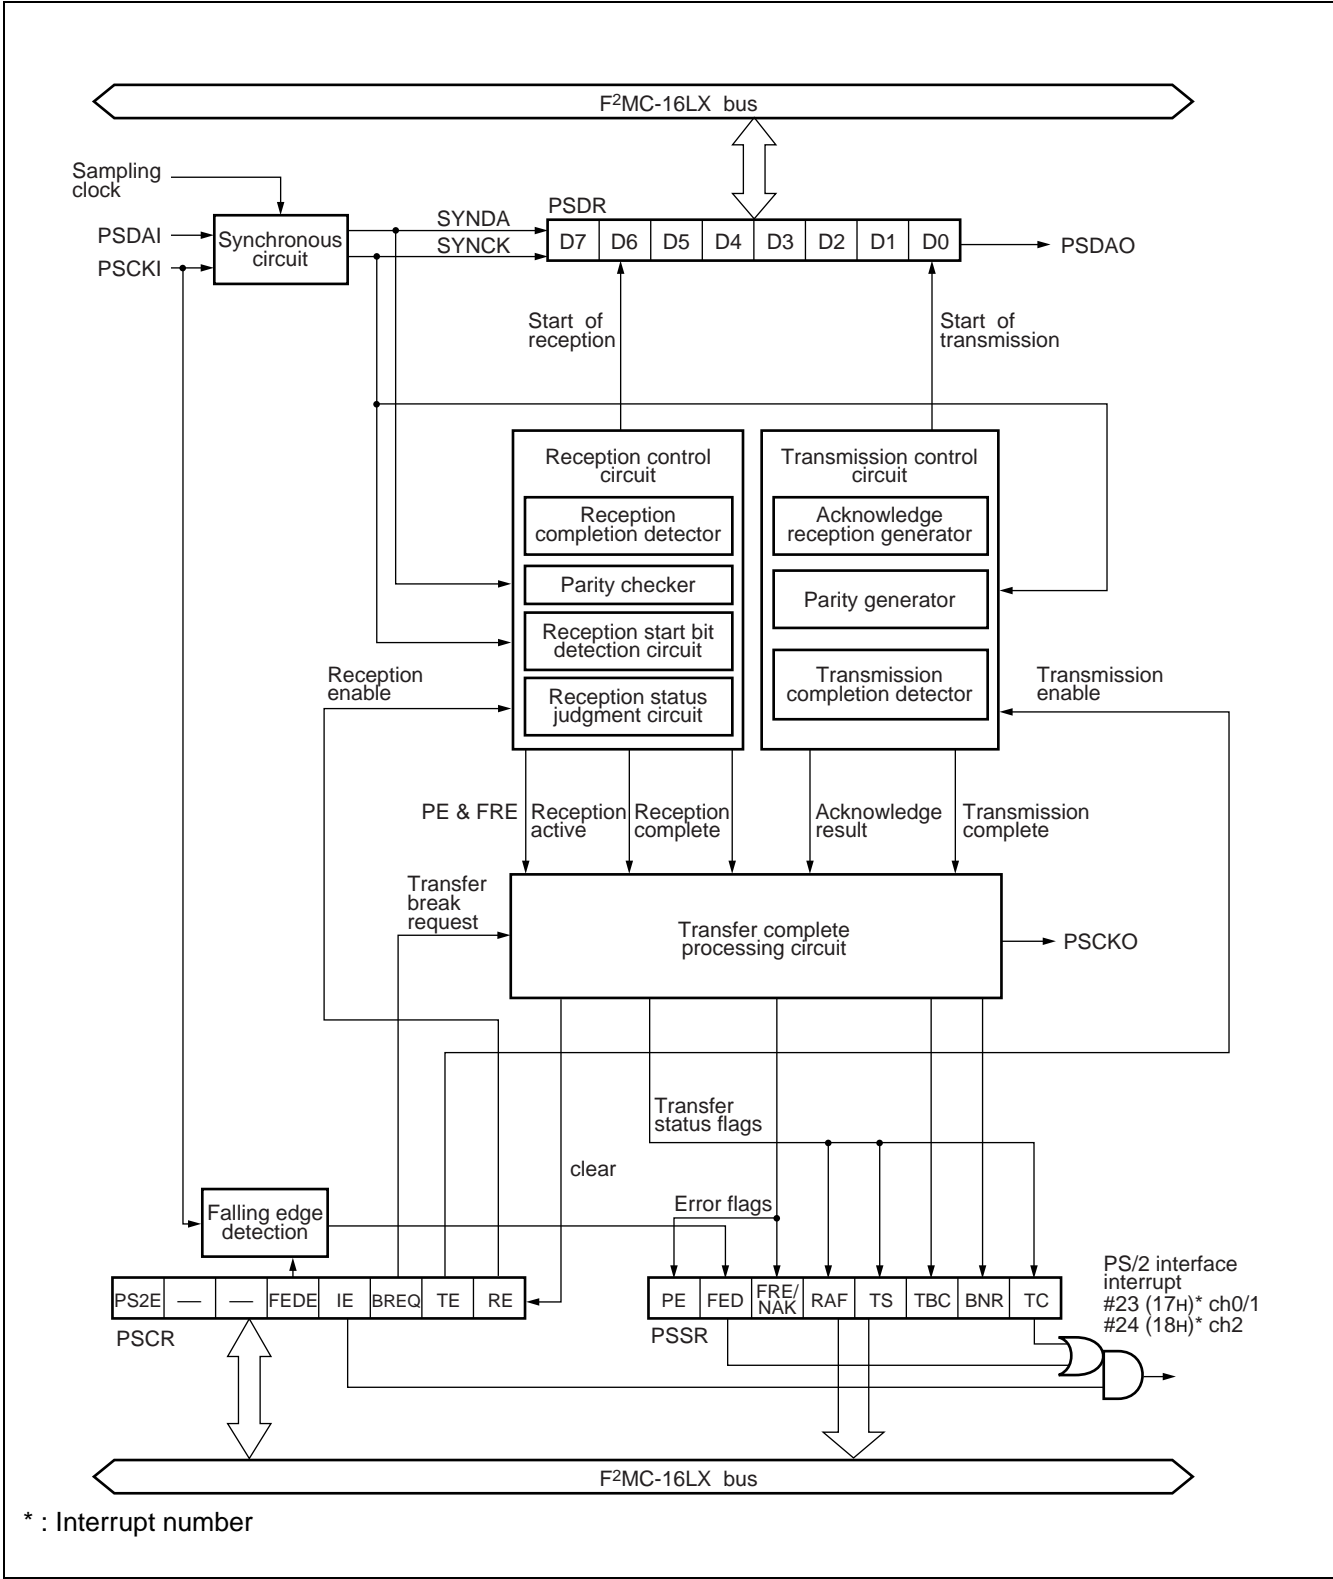 F2MC-16LX bus
Sampling
clock
PSDAI
PSCKI
Synchronous
circuit
SYNDA
SYNCK
PSDR
D7 D6 D5 D4 D3 D2 D1 D0
PSDAO
Start of
reception
Start of
transmission
Reception control
circuit
Reception
completion detector
Parity checker
Reception start bit
detection circuit
Reception status
judgment circuit
Transmission control
circuit
Acknowledge
reception generator
Parity generator
Transmission
completion detector
Reception
enable
Transmission
enable
PE & FRE
Reception
active
Reception
complete
Acknowledge
result
Transmission
complete
Transfer
break
request
Transfer complete
processing circuit
PSCKO
Transfer
status flags
clear
Error flags
Falling edge
detection
PS2E — — FEDE IE BREQ TE RE
PSCR
PE FED FRE/
NAK RAF TS TBC BNR TC
PSSR
PS/2 interface
interrupt
#23 (17H)* ch0/1
#24 (18H)* ch2
F2MC-16LX bus
* : Interrupt number